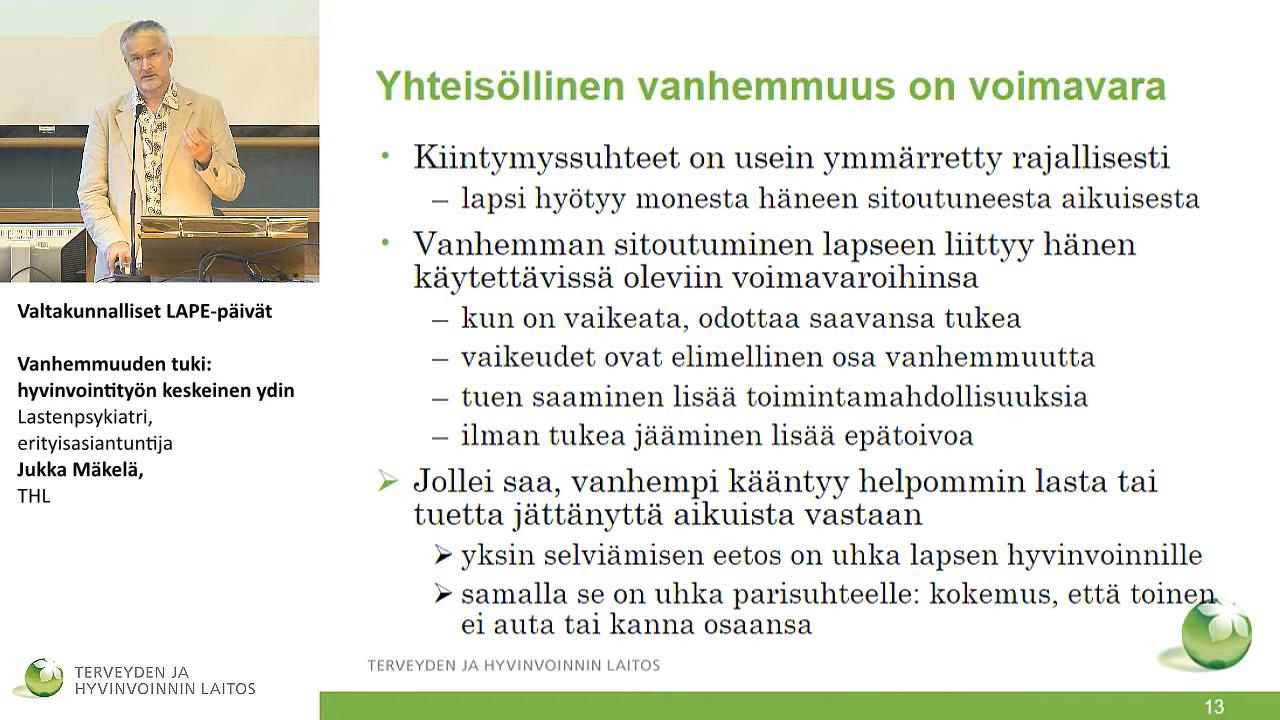 Yhteisöllinen vanhemmuus on voimavara
• Kiintymyssuhteet on usein ymmärretty rajallisesti
– lapsi hyötyy monesta häneen sitoutuneesta aikuisesta
• Vanhemman sitoutuminen lapseen liittyy hänen
käytettävissä oleviin voimavaroihinsa
– kun on vaikeata, odottaa saavansa tukea
– vaikeudet ovat elimellinen osa vanhemmuutta
– tuen saaminen lisää toimintamahdollisuuksia
– ilman tukea jääminen lisää epätoivoa
➢ Jollei saa, vanhempi kääntyy helpommin lasta tai
tuetta jättänyttä aikuista vastaan
➢ yksin selviämisen eetos on uhka lapsen hyvinvoinnille
➢ samalla se on uhka parisuhteelle: kokemus, että toinen
ei auta tai kanna osaansa
TERVEYDEN JA HYVINVOINNIN LAITOS
13
Valtakunnalliset LAPE-päivät
Vanhemmuuden tuki:
hyvinvointityön keskeinen ydin
Lastenpsykiatri,
erityisasiantuntija
Jukka Mäkelä,
THL
TERVEYDEN JA
HYVINVOINNIN LAITOS